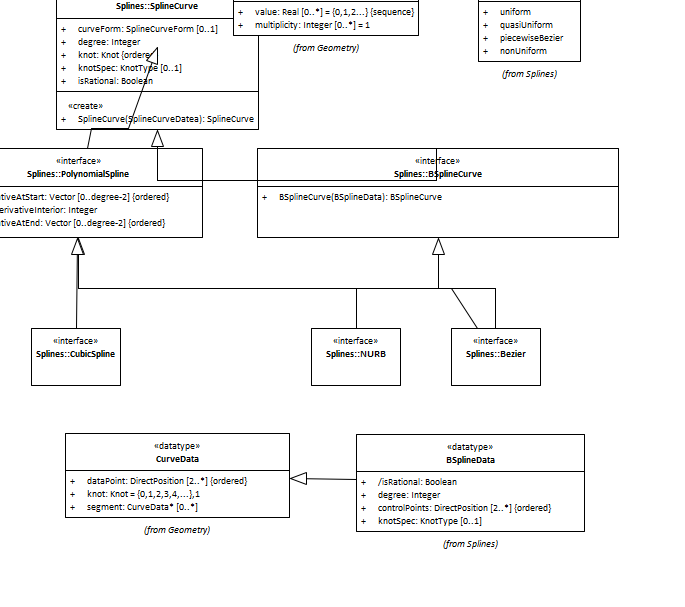 Splines::SplineCurve
+ curveForm: SplineCurveForm [0..1]
+ degree: Integer
+ knot: Knot {ordere
+ knotSpec: KnotType [0..1]
+ isRational: Boolean
«create»
+ SplineCurve(SplineCurveDatea): SplineCurve
+ value: Real [0..*] = {0,1,2...} {sequence}
+ multiplicity: Integer [0..*] = 1
(from Geometry)
+ uniform
+ quasiUniform
+ piecewiseBezier
+ nonUniform
(from Splines)
«interface»
Splines::PolynomialSpline
ativeAtStart: Vector [0..degree-2] {ordered}
erivativeInterior: Integer
ativeAtEnd: Vector [0..degree-2] {ordered}
«interface»
Splines::BSplineCurve
+ BSplineCurve(BSplineData): BSplineCurve
«interface»
Splines::CubicSpline
«interface»
Splines::NURB
«interface»
Splines::Bezier
«datatype»
CurveData
+ dataPoint: DirectPosition [2..*] {ordered}
+ knot: Knot = {0,1,2,3,4,...},1
+ segment: CurveData* [0..*]
(from Geometry)
«datatype»
BSplineData
+ /isRational: Boolean
+ degree: Integer
+ controlPoints: DirectPosition [2..*] {ordered}
+ knotSpec: KnotType [0..1]
(from Splines)